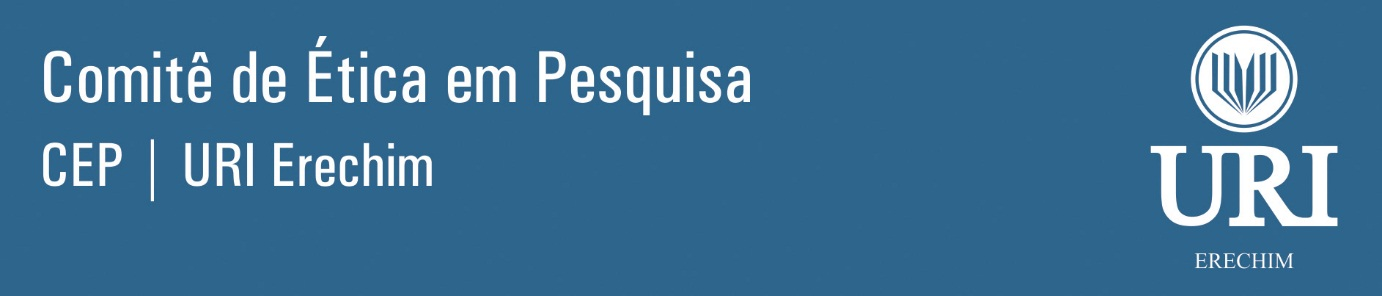 Comitê de Ética em Pesquisa
CEP | URI Erechim
URI
ERECHIM